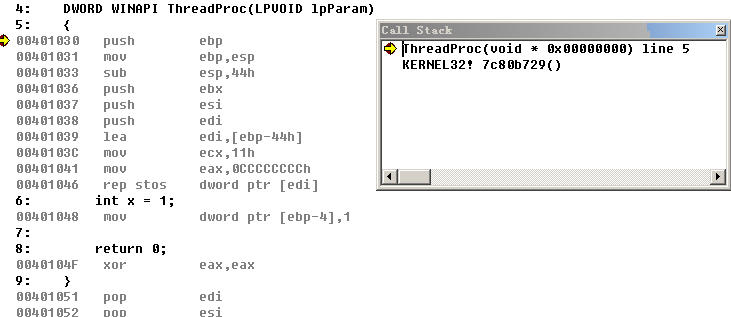 4:    DWORD WINAPI ThreadProc(LPVOID lpParam)
5:    {
00401030   push        ebp
00401031   mov         ebp,esp
00401033   sub         esp,44h
00401036   push        ebx
00401037   push        esi
00401038   push        edi
00401039   lea         edi,[ebp-44h]
0040103C   mov         ecx,11h
00401041   mov         eax,0CCCCCCCCh
00401046   rep stos    dword ptr [edi]
6:        int x = 1;
00401048   mov         dword ptr [ebp-4],1
7:
8:        return 0;
0040104F   xor         eax,eax
9:    }
00401051   pop         edi
00401052   pop         esi
Call Stack
ThreadProc(void * 0x00000000) line 5
KERNEL32! 7c80b729()